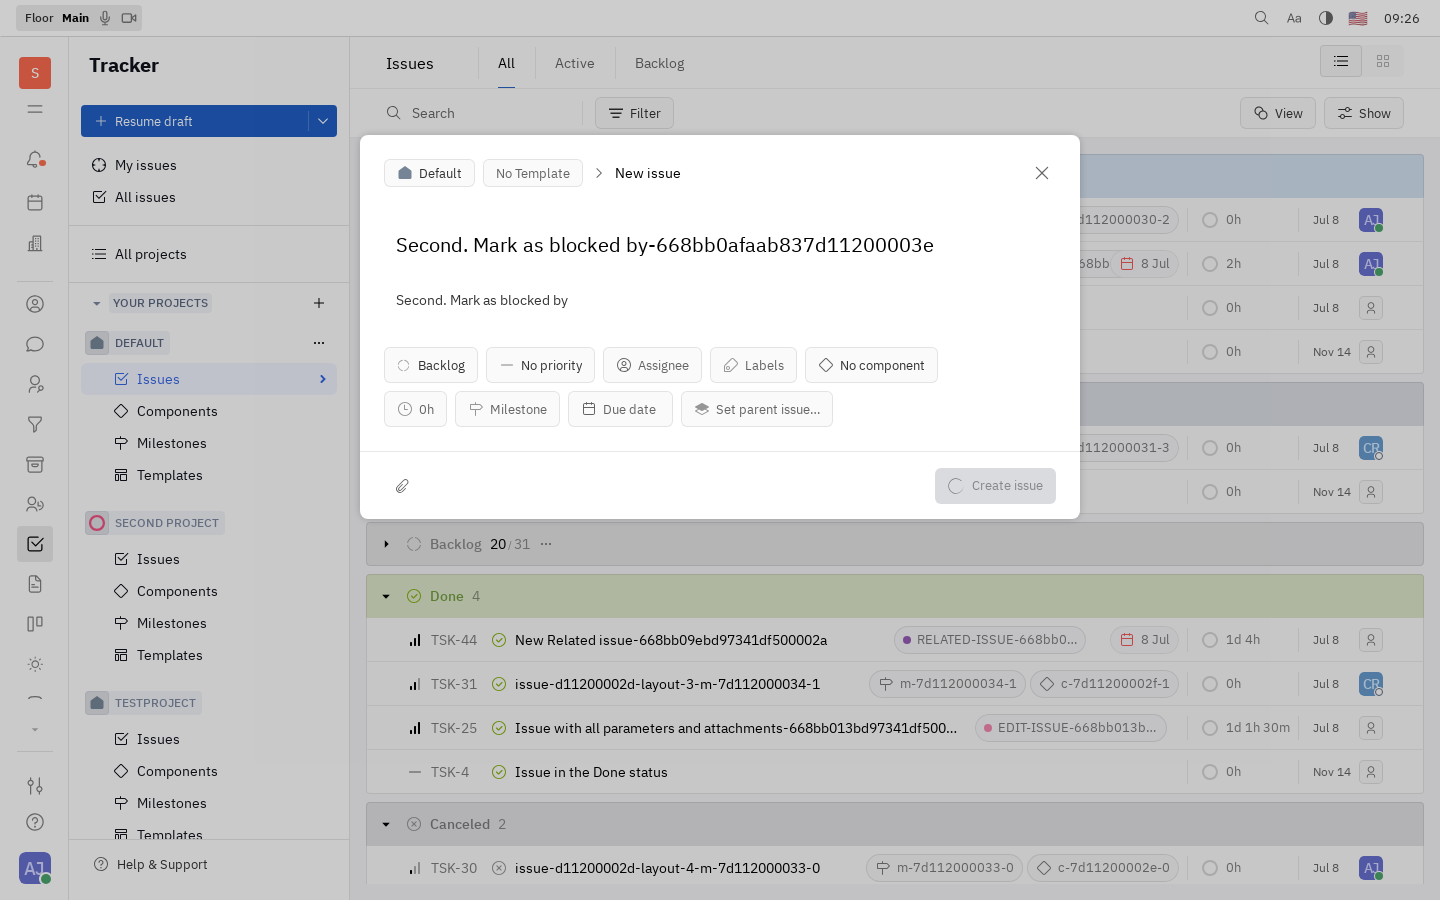 Floor Main
Aa
09:26
S
Tracker
Resume draft
My issues
All issues
All projects
YOUR PROJECTS
DEFAULT
Issues
Components
Milestones
Templates
SECOND PROJECT
Issues
Components
Milestones
Templates
TESTPROJECT
Issues
Components
Milestones
Templates
Help & Support
AJ
Issues All Active Backlog
Search Filter View Show
Default No Template New issue
Second. Mark as blocked by-668bb0afaab837d11200003e
Second. Mark as blocked by
Backlog No priority Assignee Labels No component
0h Milestone Due date Set parent issue...
Create issue
7d112000030-2 0h Jul 8 AJ
68bb 8 Jul 2h Jul 8 AJ
0h Jul 8
0h Nov 14
7d112000031-3 0h Jul 8 CR
0h Nov 14
Backlog 20/31 ...
Done 4
TSK-44 New Related issue-668bb09ebd97341df500002a RELATED-ISSUE-668bb0... 8 Jul 1d 4h Jul 8
TSK-31 issue-d11200002d-layout-3-m-7d112000034-1 m-7d112000034-1 c-7d11200002f-1 0h Jul 8 CR
TSK-25 Issue with all parameters and attachments-668bb013bd97341df500... EDIT-ISSUE-668bb013b... 1d 1h 30m Jul 8
TSK-4 Issue in the Done status 0h Nov 14
Canceled 2
TSK-30 issue-d11200002d-layout-4-m-7d112000033-0 m-7d112000033-0 c-7d11200002e-0 0h Jul 8 AJ